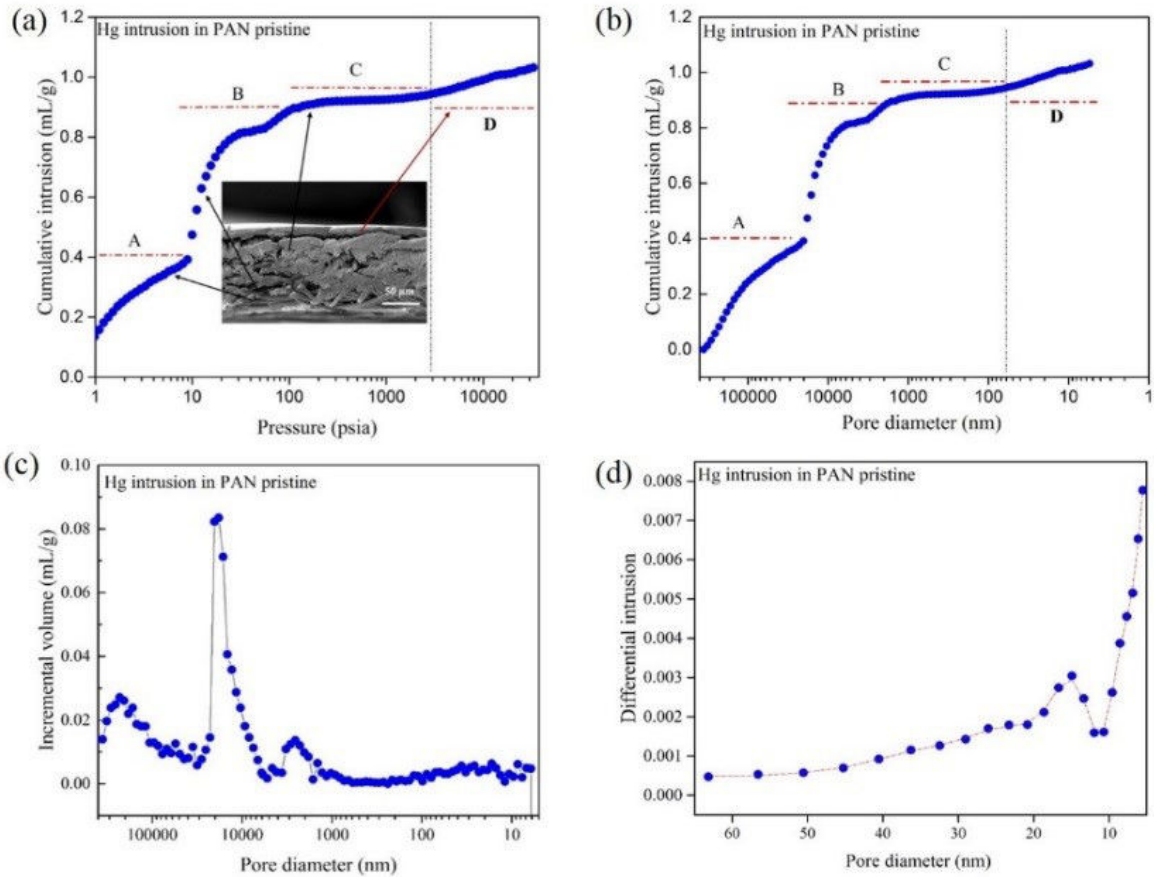 (a)
Hg intrusion in PAN pristine
Cumulative intrusion (mL/g)
1.2
1.0
0.8
0.6
0.4
0.2
0.0
A
B
C
D
50 μm
1
10
100
1000
10000
Pressure (psia)
(b)
Hg intrusion in PAN pristine
Cumulative intrusion (mL/g)
1.2
1.0
0.8
0.6
0.4
0.2
0.0
A
B
C
D
100000
10000
1000
100
10
1
Pore diameter (nm)
(c)
Hg intrusion in PAN pristine
Incremental volume (mL/g)
0.10
0.08
0.06
0.04
0.02
0.00
100000
10000
1000
100
10
Pore diameter (nm)
(d)
Hg intrusion in PAN pristine
Differential intrusion
0.008
0.007
0.006
0.005
0.004
0.003
0.002
0.001
0.000
60
50
40
30
20
10
Pore diameter (nm)